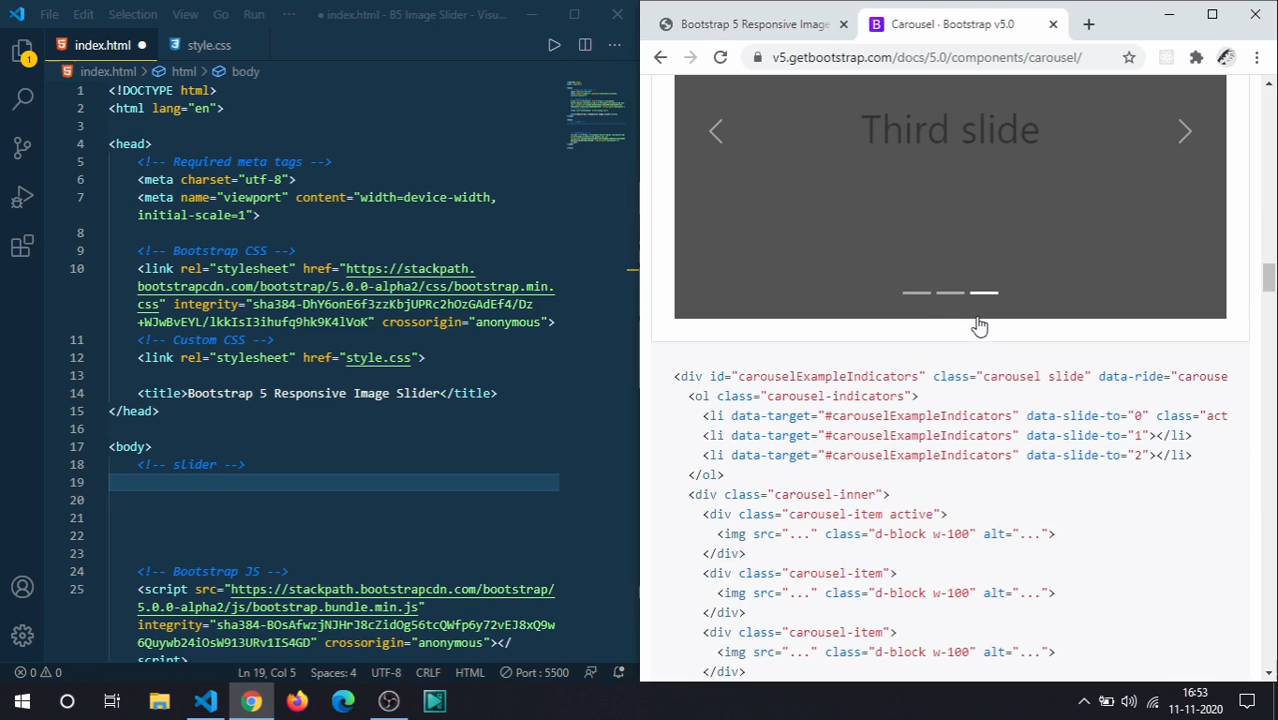 File Edit Selection View Go Run ··· ● index.html - B5 Image Slider - Visu...
index.html ● style.css ···
index.html > html > body
1 <!DOCTYPE html>
2 <html lang="en">
3
4 <head>
5 <!-- Required meta tags -->
6 <meta charset="utf-8">
7 <meta name="viewport" content="width=device-width,
initial-scale=1">
8
9 <!-- Bootstrap CSS -->
10 <link rel="stylesheet" href="https://stackpath.
bootstrapcdn.com/bootstrap/5.0.0-alpha2/css/bootstrap.min.
css" integrity="sha384-DhY6onE6f3zzKbjUPRc2hOzGAdEf4/Dz
+WJwBvEYL/lkkIsI3ihufq9hk9K4lVoK" crossorigin="anonymous">
11 <!-- Custom CSS -->
12 <link rel="stylesheet" href="style.css">
13
14 <title>Bootstrap 5 Responsive Image Slider</title>
15 </head>
16
17 <body>
18 <!-- slider -->
19
20
21
22
23
24 <!-- Bootstrap JS -->
25 <script src="https://stackpath.bootstrapcdn.com/bootstrap/
5.0.0-alpha2/js/bootstrap.bundle.min.js"
integrity="sha384-BOsAfwzjNJHrJ8cZidOg56tcQWfp6y72vEJ8xQ9w
6Quywb24iOsW913URv1IS4GD" crossorigin="anonymous"></
script>
1
0 0 Ln 19, Col 5 Spaces: 4 UTF-8 CRLF HTML Port : 5500
Bootstrap 5 Responsive Image Carousel · Bootstrap v5.0
v5.getbootstrap.com/docs/5.0/components/carousel/
Third slide
<div id="carouselExampleIndicators" class="carousel slide" data-ride="carouse
<ol class="carousel-indicators">
<li data-target="#carouselExampleIndicators" data-slide-to="0" class="act
<li data-target="#carouselExampleIndicators" data-slide-to="1"></li>
<li data-target="#carouselExampleIndicators" data-slide-to="2"></li>
</ol>
<div class="carousel-inner">
<div class="carousel-item active">
<img src="..." class="d-block w-100" alt="...">
</div>
<div class="carousel-item">
<img src="..." class="d-block w-100" alt="...">
</div>
<div class="carousel-item">
<img src="..." class="d-block w-100" alt="...">
</div>
16:53
11-11-2020